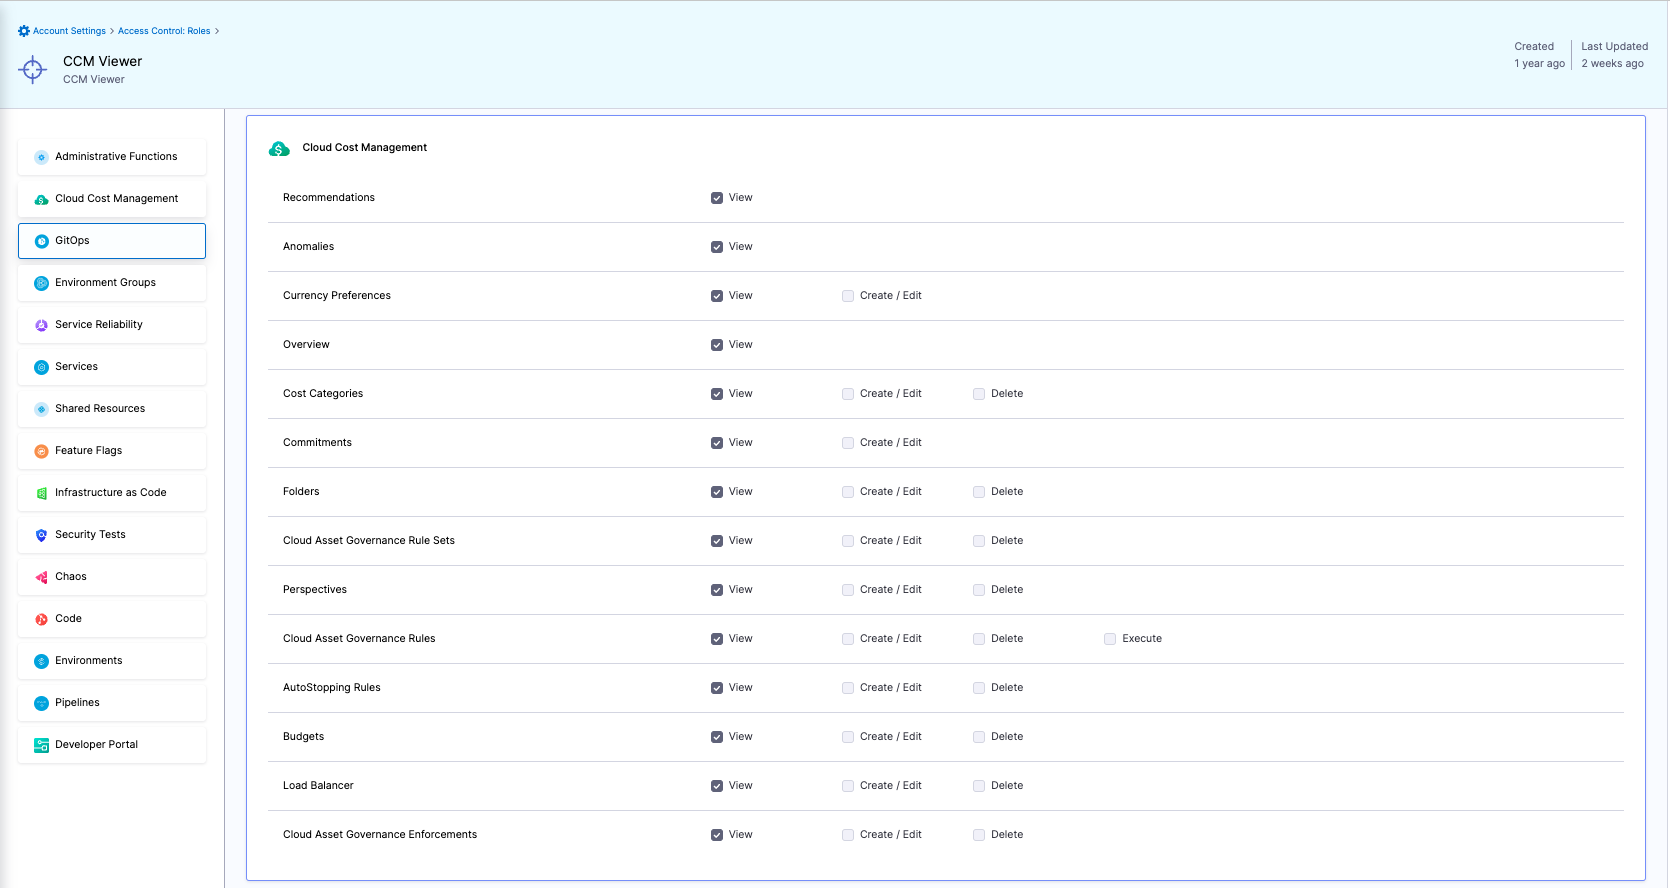 Account Settings > Access Control: Roles >
CCM Viewer
CCM Viewer
Created
1 year ago
Last Updated
2 weeks ago
Administrative Functions
Cloud Cost Management
GitOps
Environment Groups
Service Reliability
Services
Shared Resources
Feature Flags
Infrastructure as Code
Security Tests
Chaos
Code
Environments
Pipelines
Developer Portal
Cloud Cost Management
Recommendations View
Anomalies View
Currency Preferences View Create / Edit
Overview View
Cost Categories View Create / Edit Delete
Commitments View Create / Edit
Folders View Create / Edit Delete
Cloud Asset Governance Rule Sets View Create / Edit Delete
Perspectives View Create / Edit Delete
Cloud Asset Governance Rules View Create / Edit Delete Execute
AutoStopping Rules View Create / Edit Delete
Budgets View Create / Edit Delete
Load Balancer View Create / Edit Delete
Cloud Asset Governance Enforcements View Create / Edit Delete